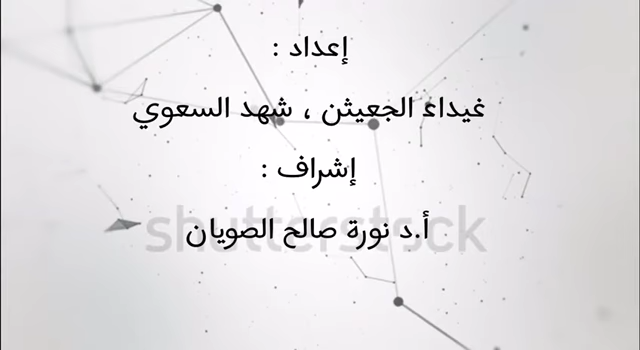 إعداد :
غيداء الجعيثن ، شهد السعوي
إشراف :
أ.د نورة صالح الصويان
shutterstock